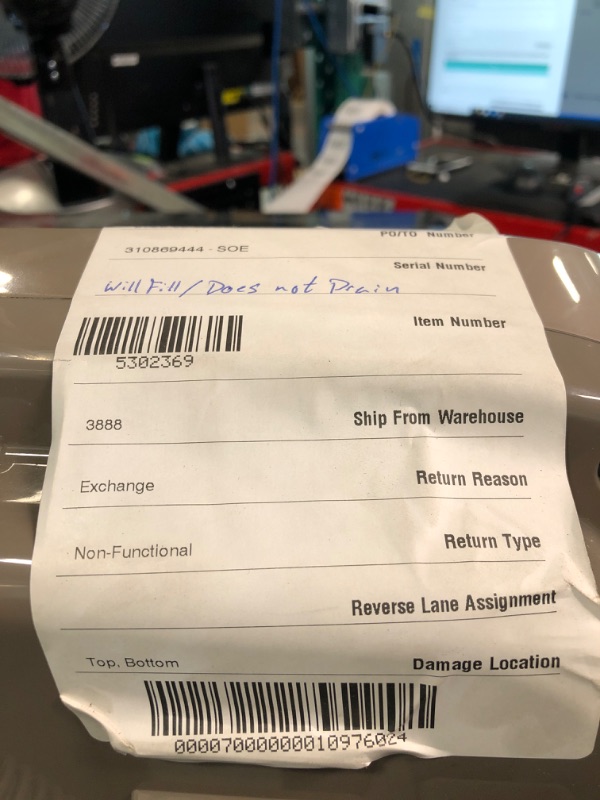 PO/TO Number
310869444 - SOE
Serial Number
Will Fill / Does not Drain
Item Number
5302369
3888 Ship From Warehouse
Exchange Return Reason
Non-Functional Return Type
Reverse Lane Assignment
Top, Bottom Damage Location
00007000000010976024